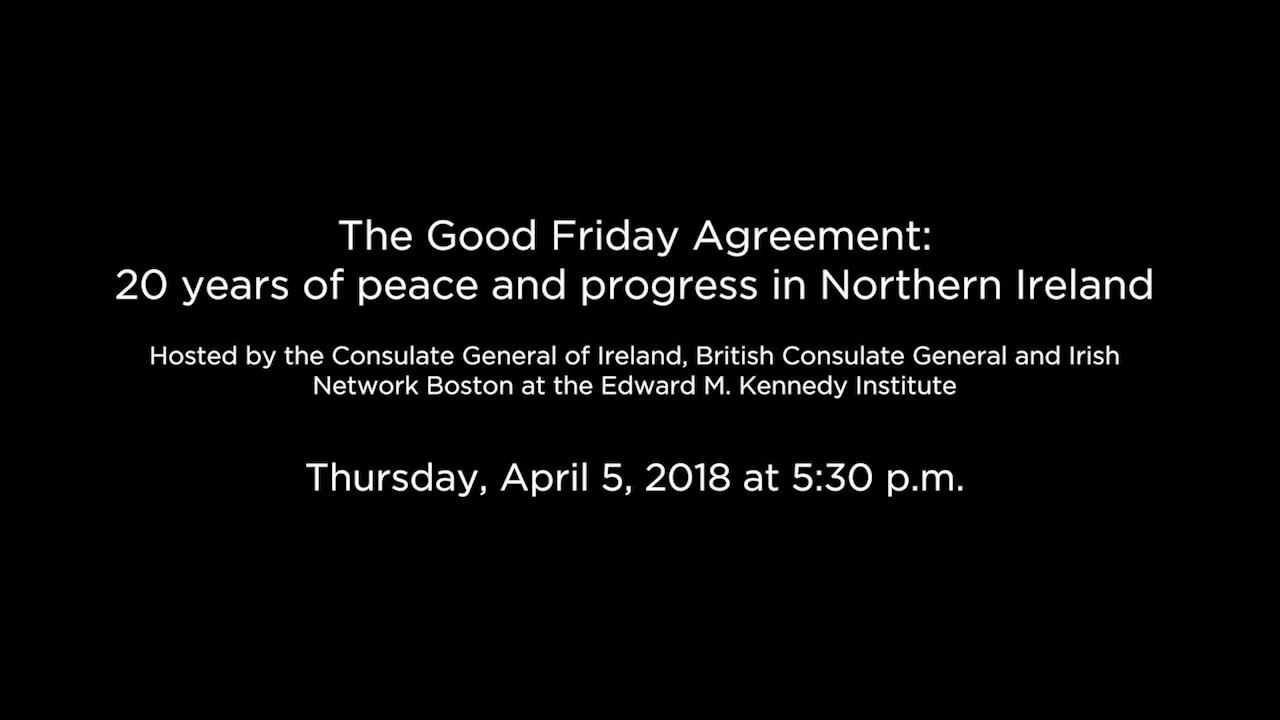 The Good Friday Agreement:
20 years of peace and progress in Northern Ireland
Hosted by the Consulate General of Ireland, British Consulate General and Irish
Network Boston at the Edward M. Kennedy Institute
Thursday, April 5, 2018 at 5:30 p.m.